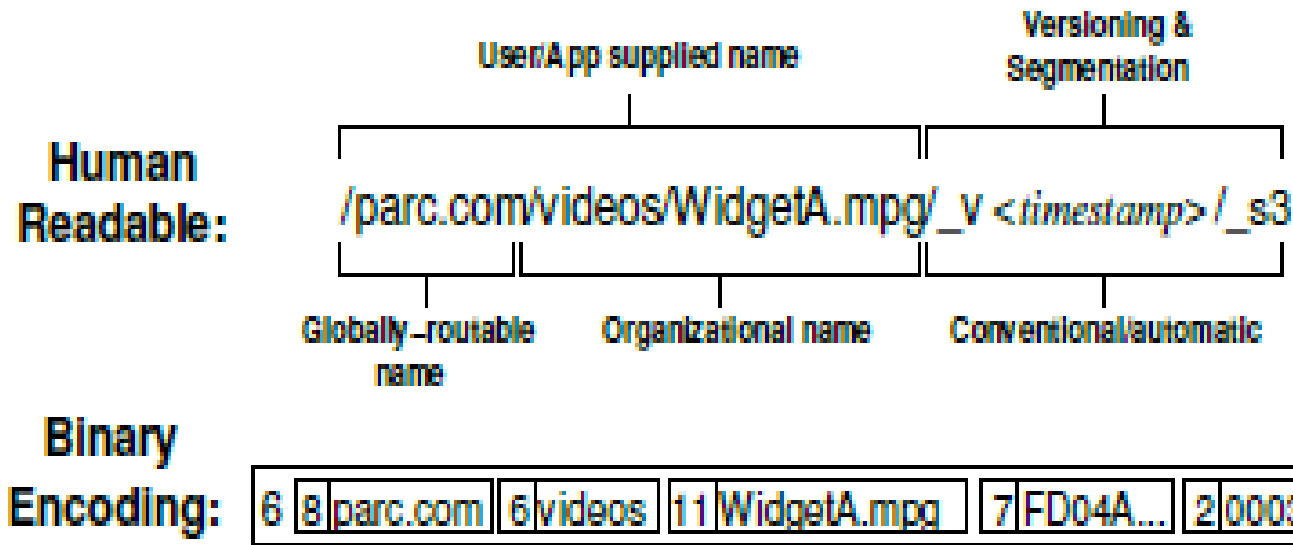 Versioning &
User/App supplied name
Segmentation
Human
Readable:
/parc.com/videos/WidgetA.mpg/_v <timestamp> /_s3
Globally-routable
name
Organizational name
Conventional/automatic
Binary
Encoding:
6 8 parc.com 6 videos 11 WidgetA.mpg 7 FD04A... 2